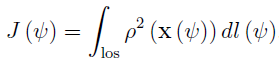 J (ψ) = ∫_los ρ² (x (ψ)) dl (ψ)